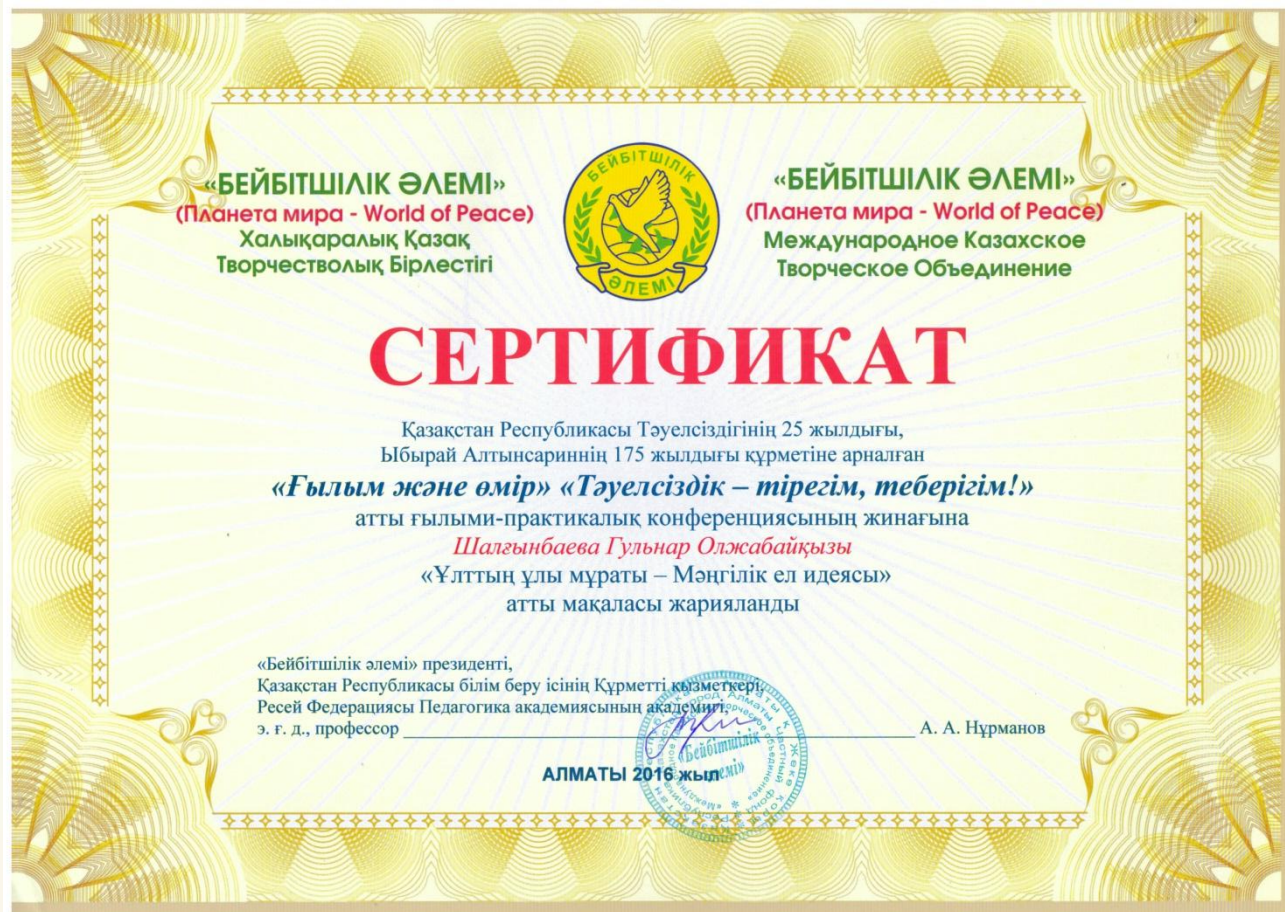 «БЕЙБІТШІЛІК ӘЛЕМІ»
(Планета мира - World of Peace)
Халықаралық Қазақ
Творчестволық Бірлестігі
БЕЙБІТШІЛІК
ӘЛЕМІ
«БЕЙБІТШІЛІК ӘЛЕМІ»
(Планета мира - World of Peace)
Международное Казахское
Творческое Объединение
СЕРТИФИКАТ
Қазақстан Республикасы Тәуелсіздігінің 25 жылдығы,
Ыбырай Алтынсариннің 175 жылдығы құрметіне арналған
«Ғылым және өмір» «Тәуелсіздік – тірегім, теберігім!»
атты ғылыми-практикалық конференциясының жинағына
Шалғынбаева Гульнар Олжабайқызы
«Ұлттың ұлы мұраты – Мәңгілік ел идеясы»
атты мақаласы жарияланды
«Бейбітшілік әлемі» президенті,
Қазақстан Республикасы білім беру ісінің Құрметті қызметкері,
Ресей Федерациясы Педагогика академиясының академигі,
э. ғ. д., профессор А. А. Нұрманов
«Бейбітшілік
әлемі»
АЛМАТЫ 2016 жыл